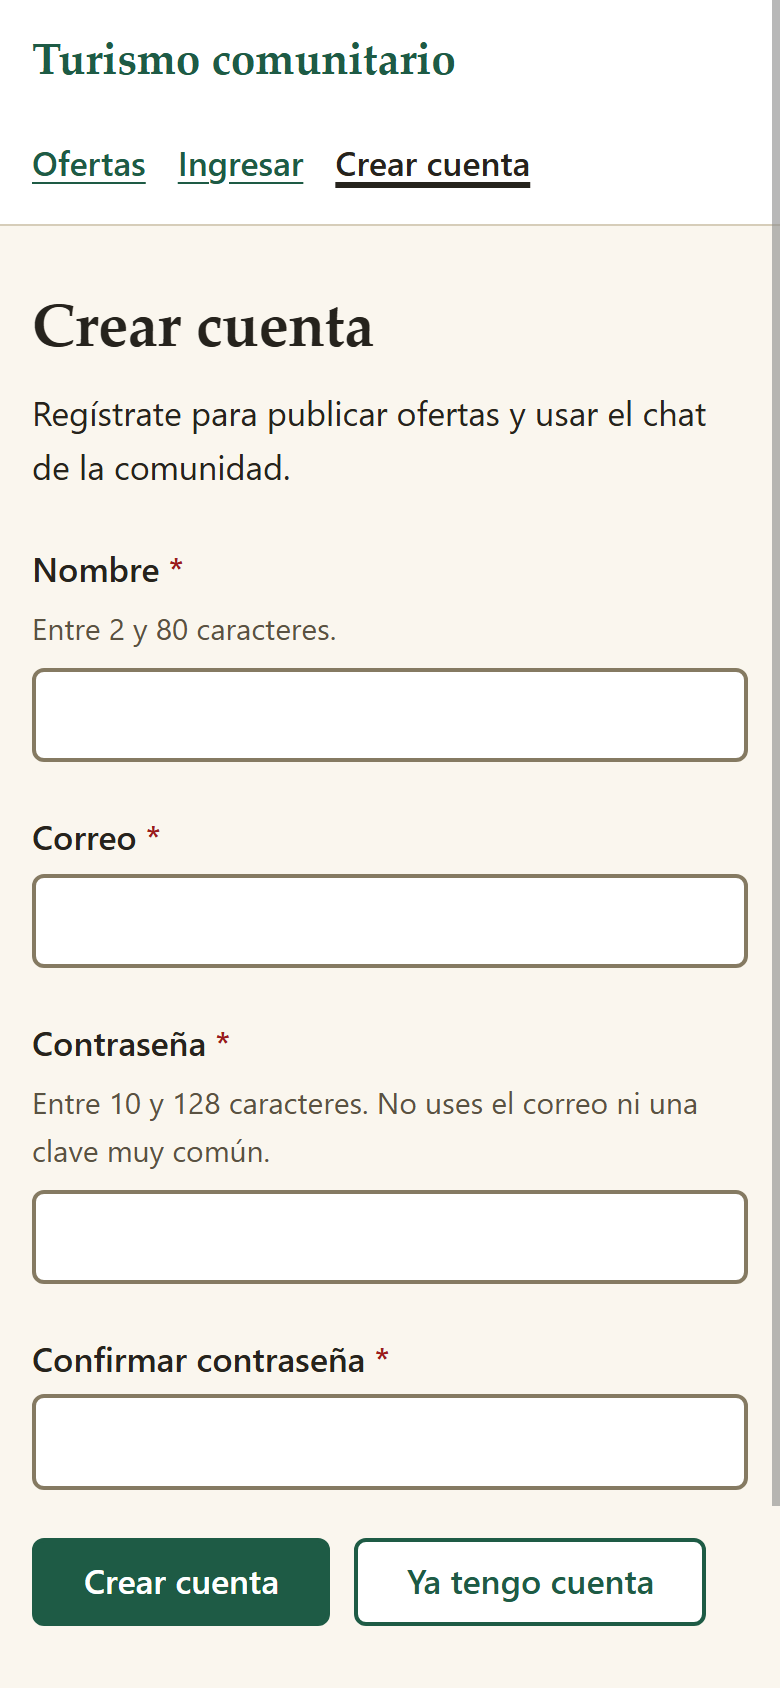 Turismo comunitario
Ofertas Ingresar Crear cuenta
Crear cuenta
Regístrate para publicar ofertas y usar el chat
de la comunidad.
Nombre *
Entre 2 y 80 caracteres.
Correo *
Contraseña *
Entre 10 y 128 caracteres. No uses el correo ni una
clave muy común.
Confirmar contraseña *
Crear cuenta Ya tengo cuenta